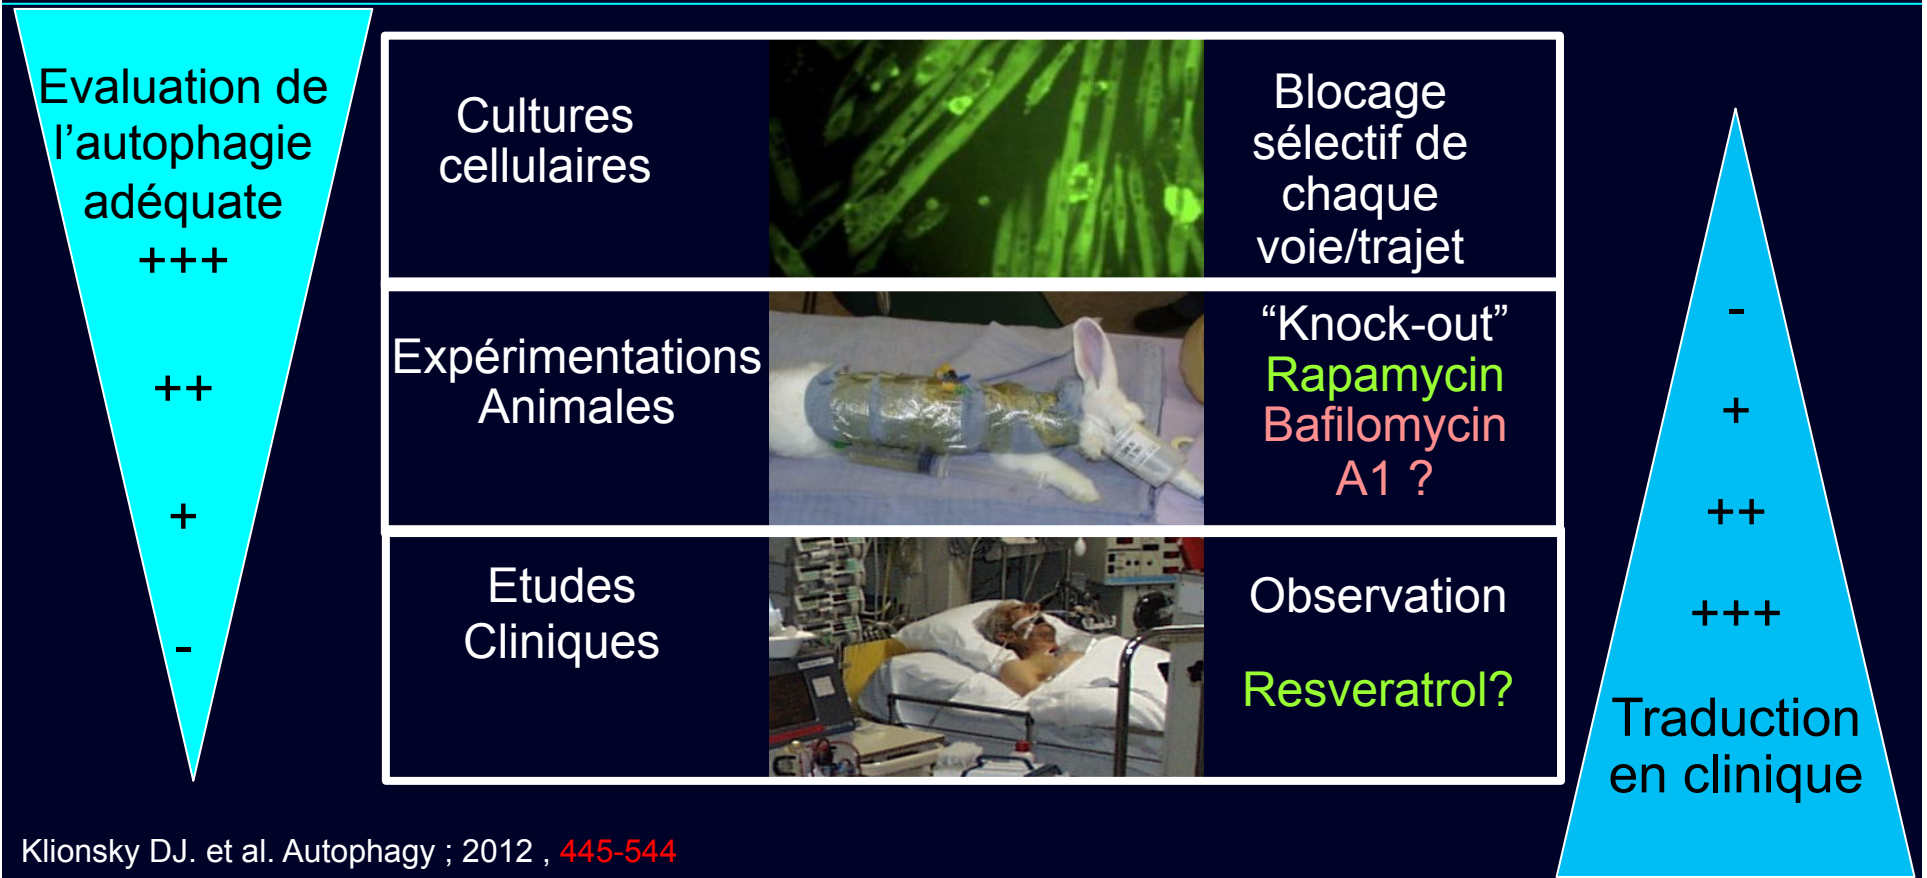 Evaluation de
l’autophagie
adéquate
+++
++
+
-
Cultures
cellulaires
Blocage
sélectif de
chaque
voie/trajet
Expérimentations
Animales
“Knock-out”
Rapamycin
Bafilomycin
A1 ?
Etudes
Cliniques
Observation
Resveratrol?
-
+
++
+++
Traduction
en clinique
Klionsky DJ. et al. Autophagy ; 2012 , 445-544